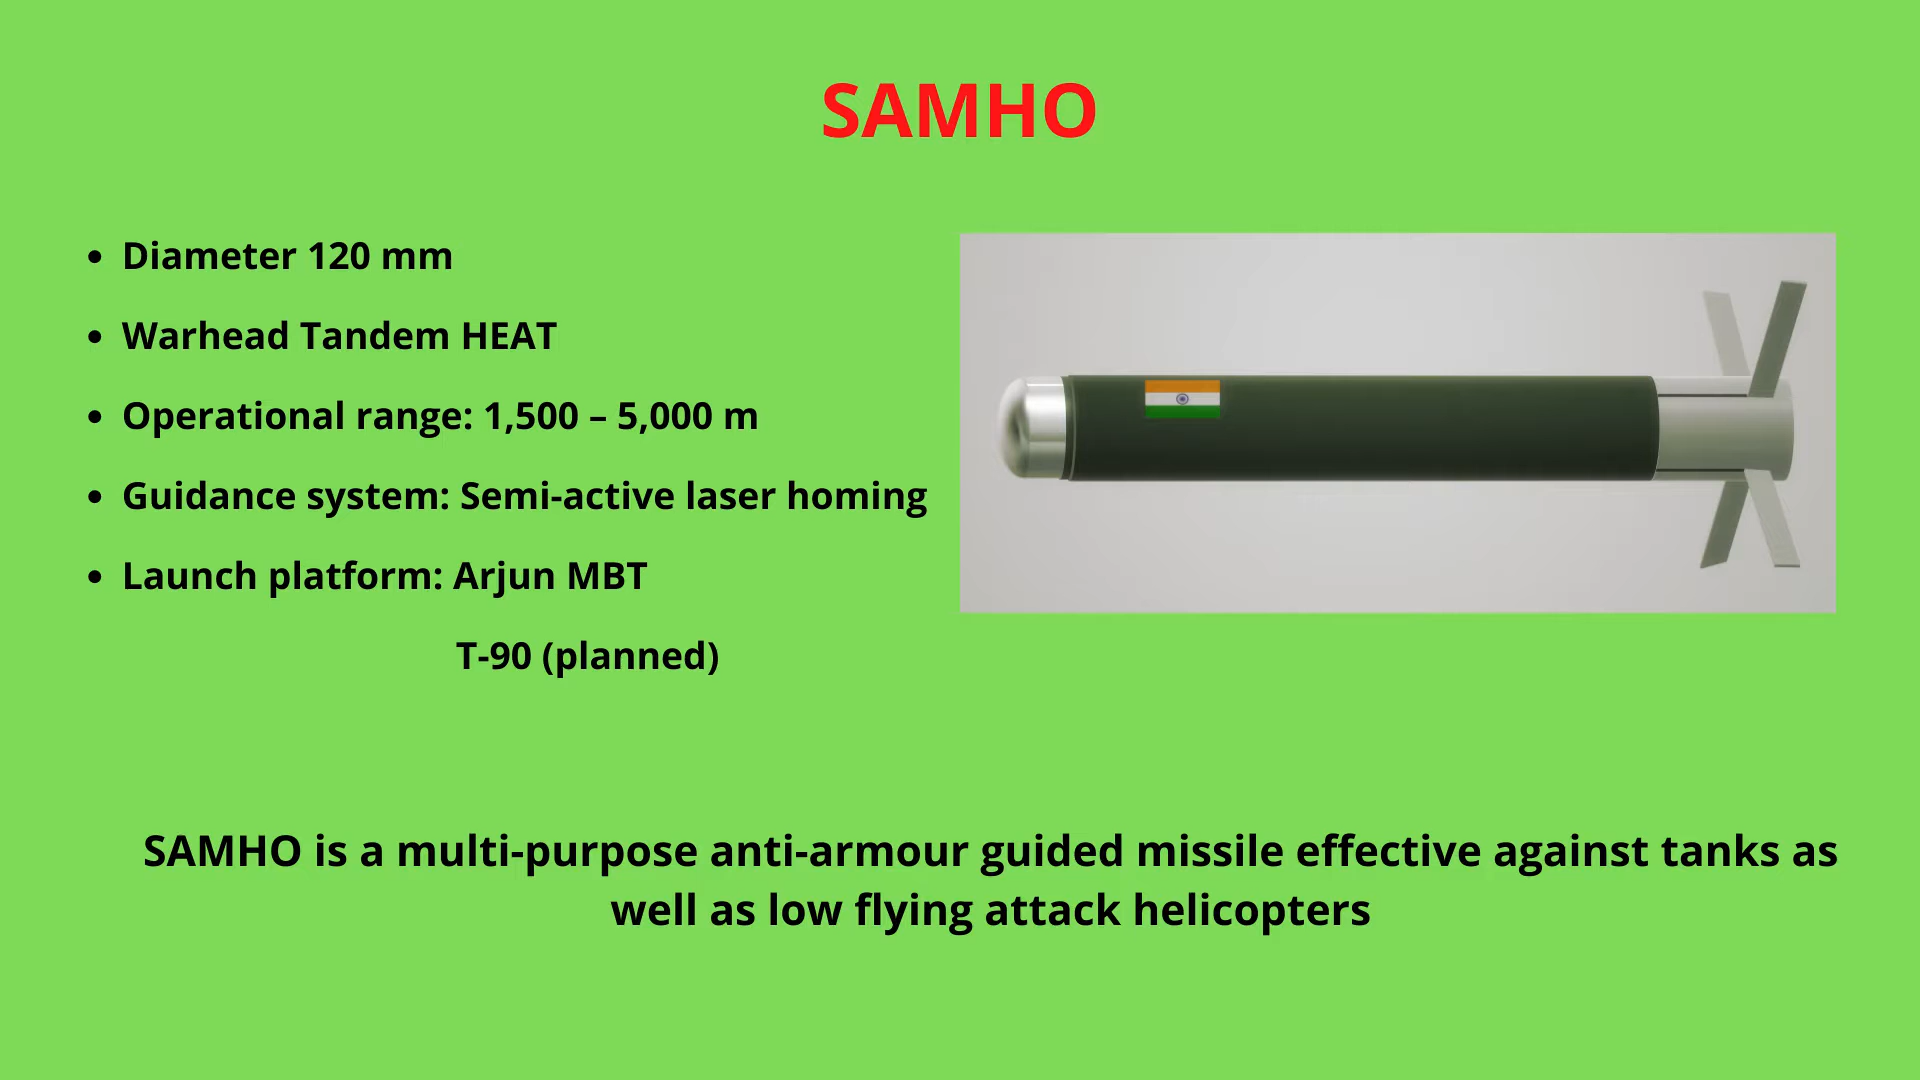 SAMHO
• Diameter 120 mm
• Warhead Tandem HEAT
• Operational range: 1,500 – 5,000 m
• Guidance system: Semi-active laser homing
• Launch platform: Arjun MBT
T-90 (planned)
SAMHO is a multi-purpose anti-armour guided missile effective against tanks as
well as low flying attack helicopters